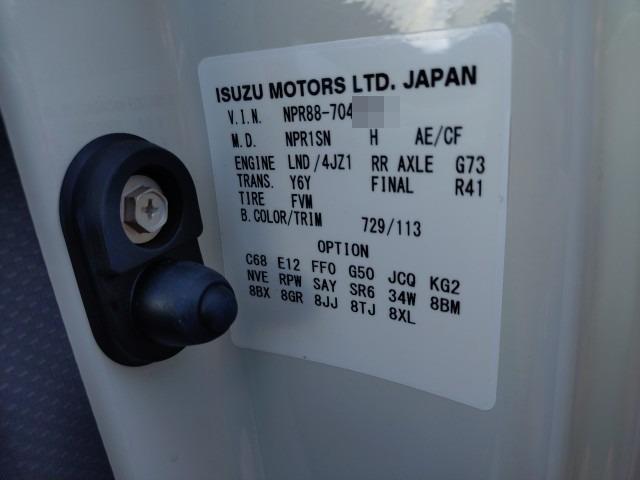 ISUZU MOTORS LTD. JAPAN
V.I.N. NPR88-704
M.D. NPR1SN H AE/CF
ENGINE LND/4JZ1 RR AXLE G73
TRANS. Y6Y FINAL R41
TIRE FVM
B.COLOR/TRIM 729/113
OPTION
C68 E12 FF0 G50 JCQ KG2
NVE RPW SAY SR6 34W 8BM
8BX 8GR 8JJ 8TJ 8XL